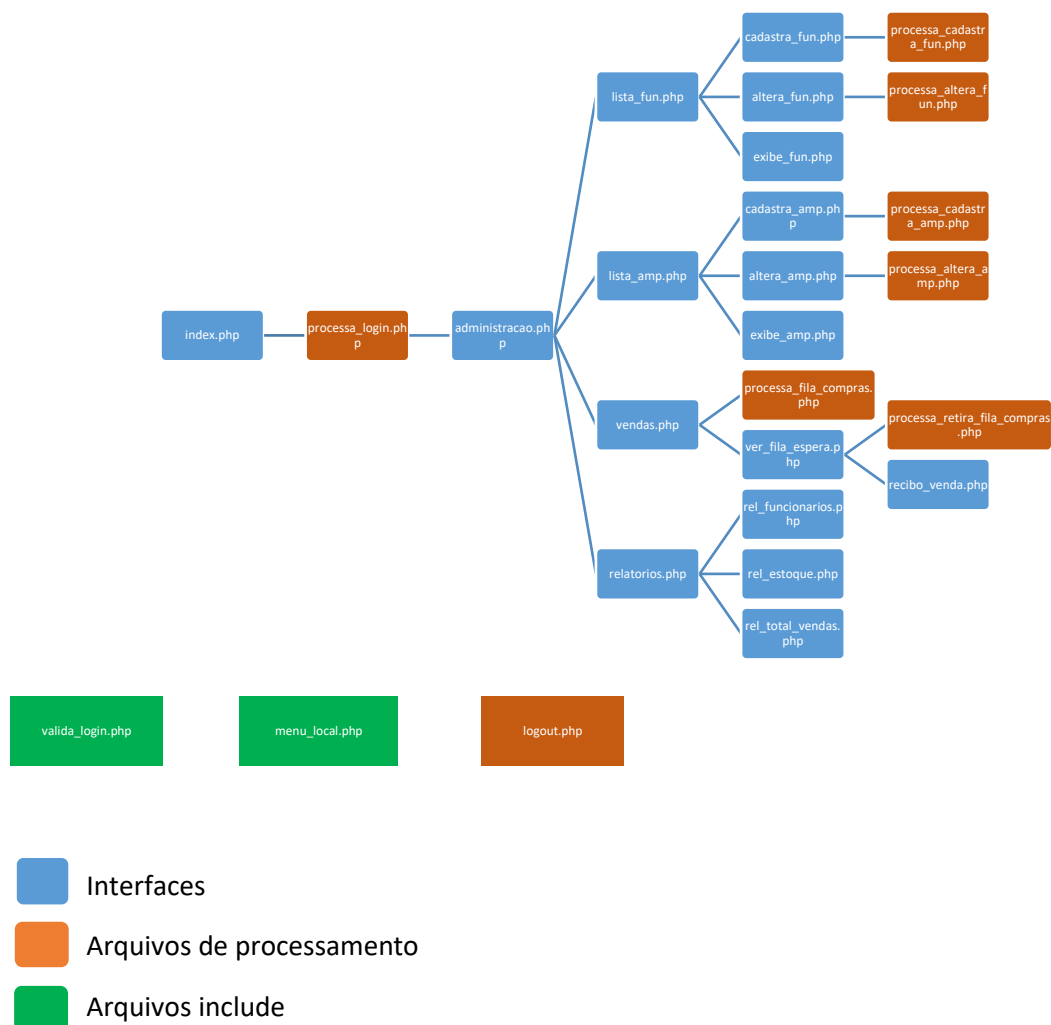 cadastra_fun.php
processa_cadastr
a_fun.php
lista_fun.php
altera_fun.php
processa_altera_f
un.php
exibe_fun.php
cadastra_amp.ph
p
processa_cadastr
a_amp.php
lista_amp.php
altera_amp.php
processa_altera_a
mp.php
index.php
processa_login.ph
p
administracao.ph
p
exibe_amp.php
processa_fila_compras.
php
vendas.php
processa_retira_fila_compras
.php
ver_fila_espera.p
hp
recibo_venda.php
rel_funcionarios.p
hp
relatorios.php
rel_estoque.php
rel_total_vendas.
php
valida_login.php
menu_local.php
logout.php
Interfaces
Arquivos de processamento
Arquivos include